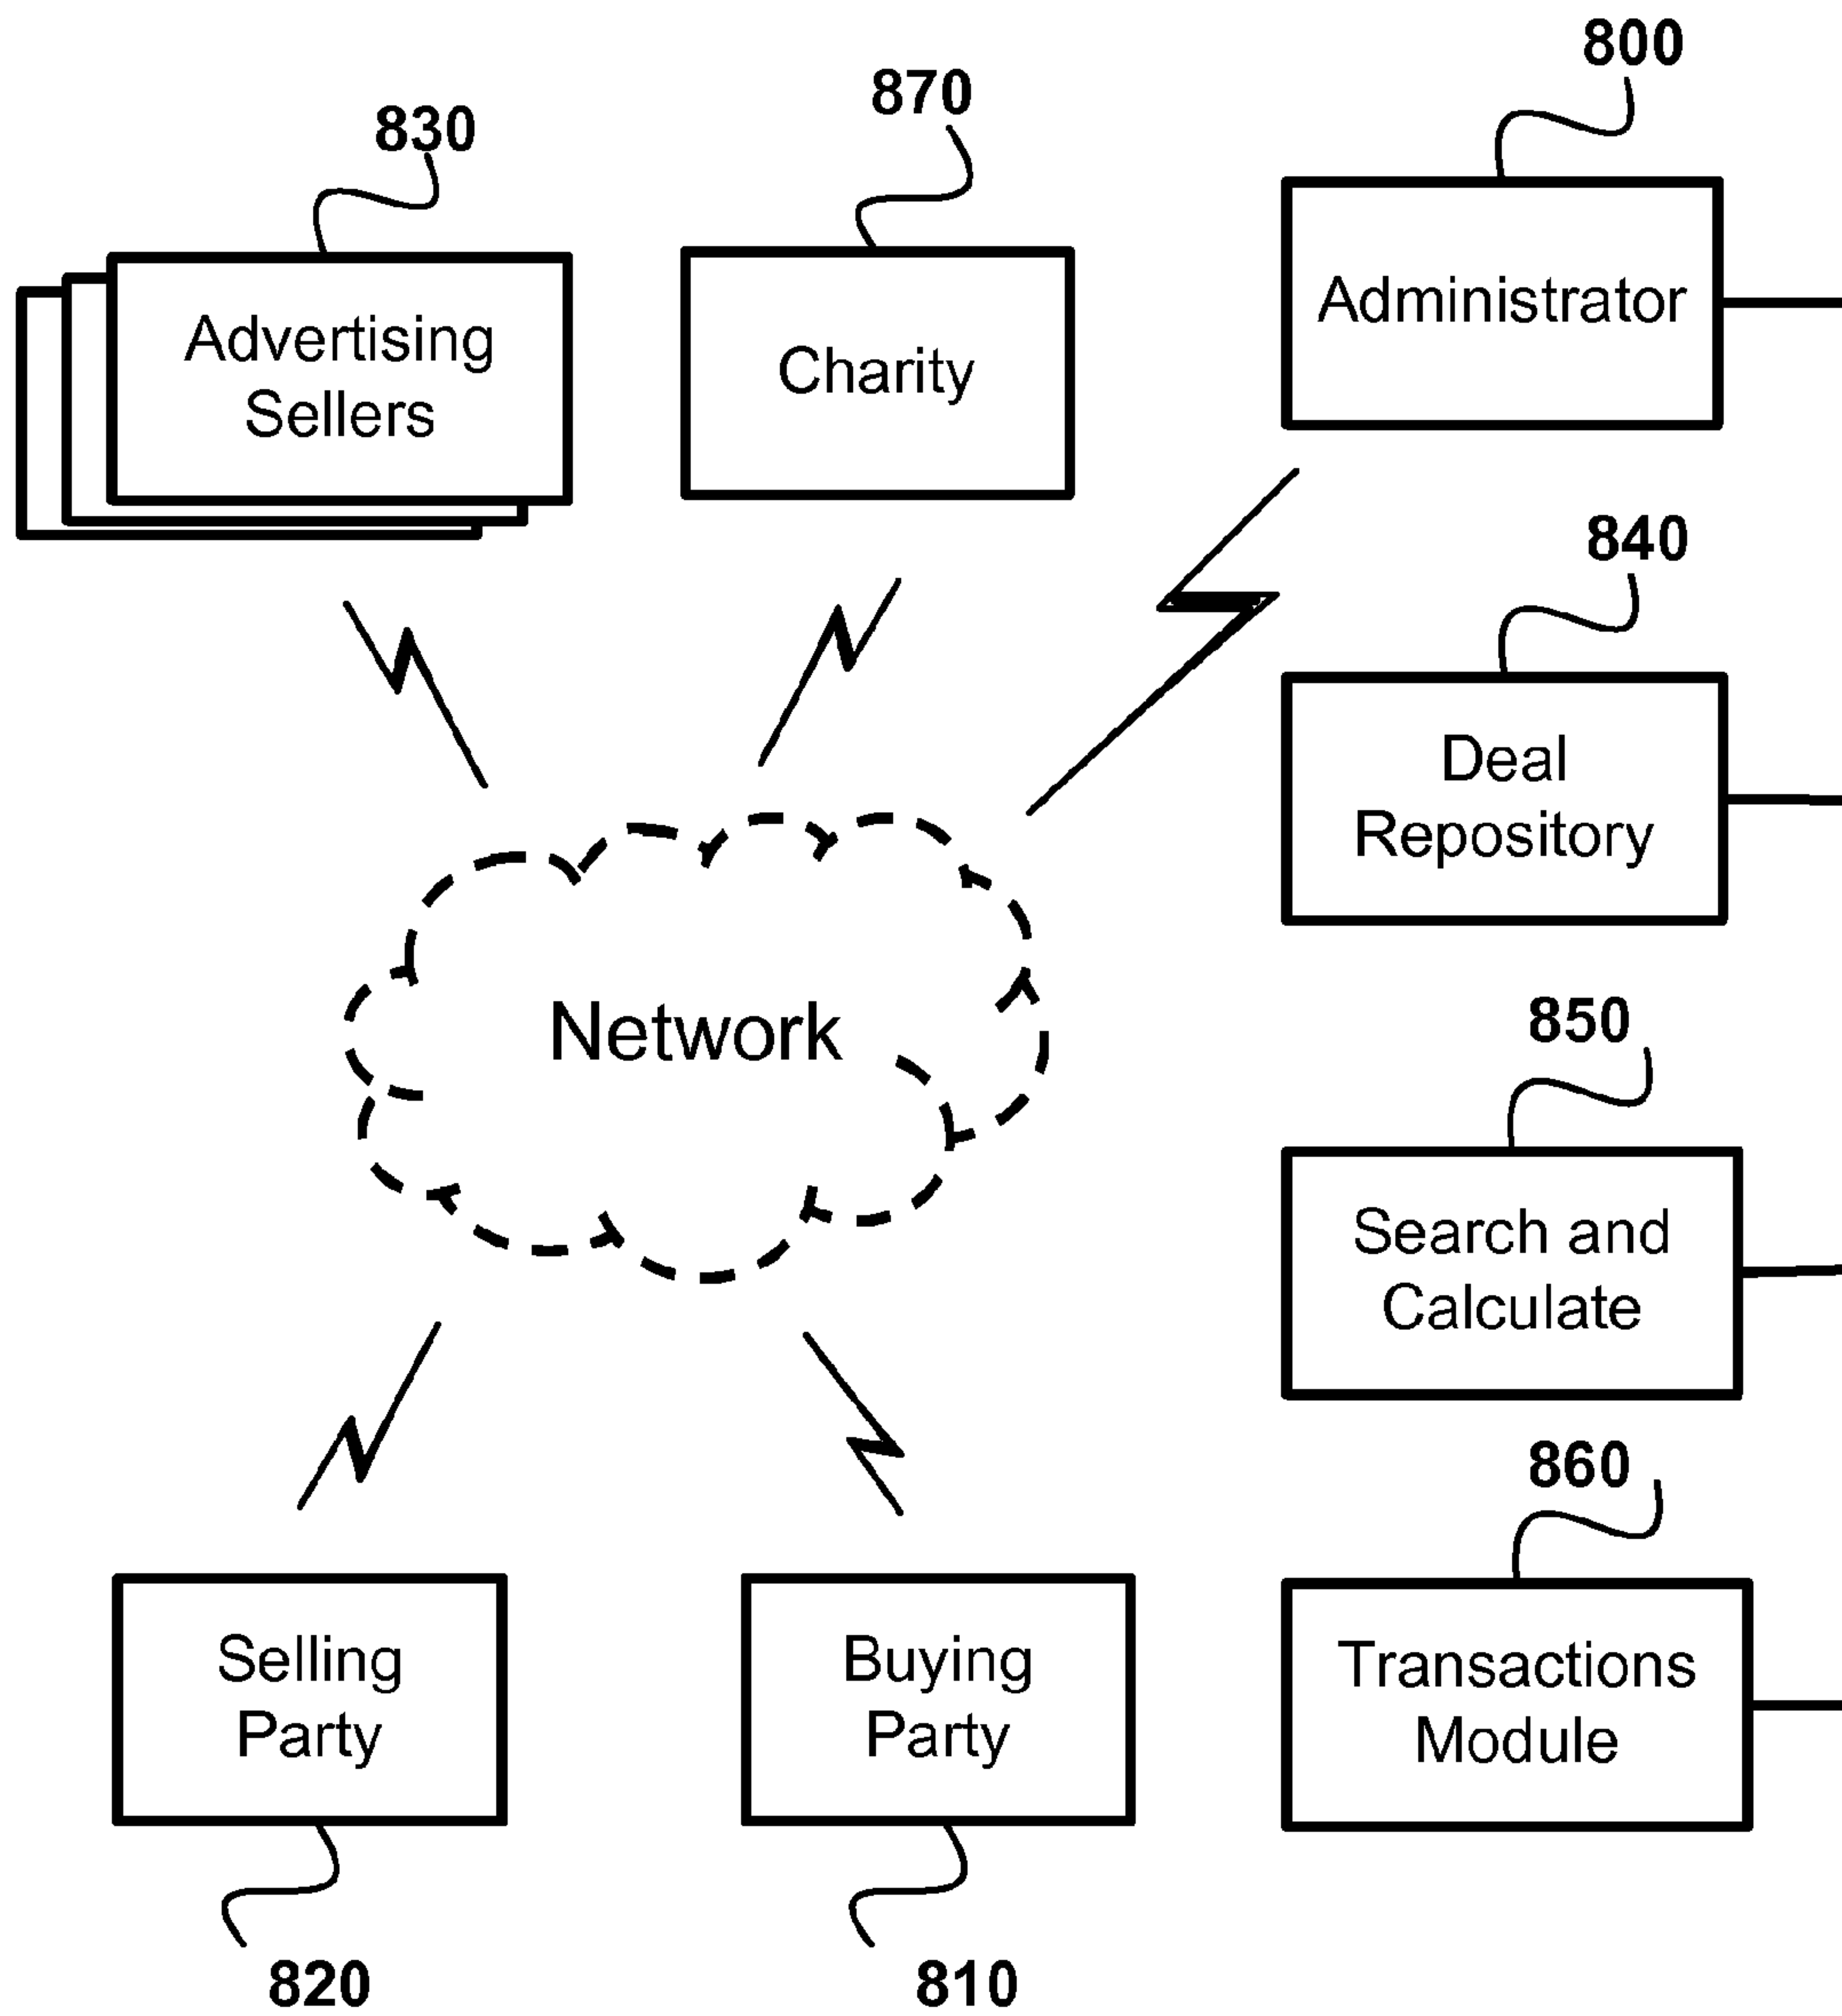 800
870
830
Administrator
Advertising
Sellers
Charity
840
Deal
Repository
Network
850
Search and
Calculate
860
Selling
Party
Buying
Party
Transactions
Module
820
810